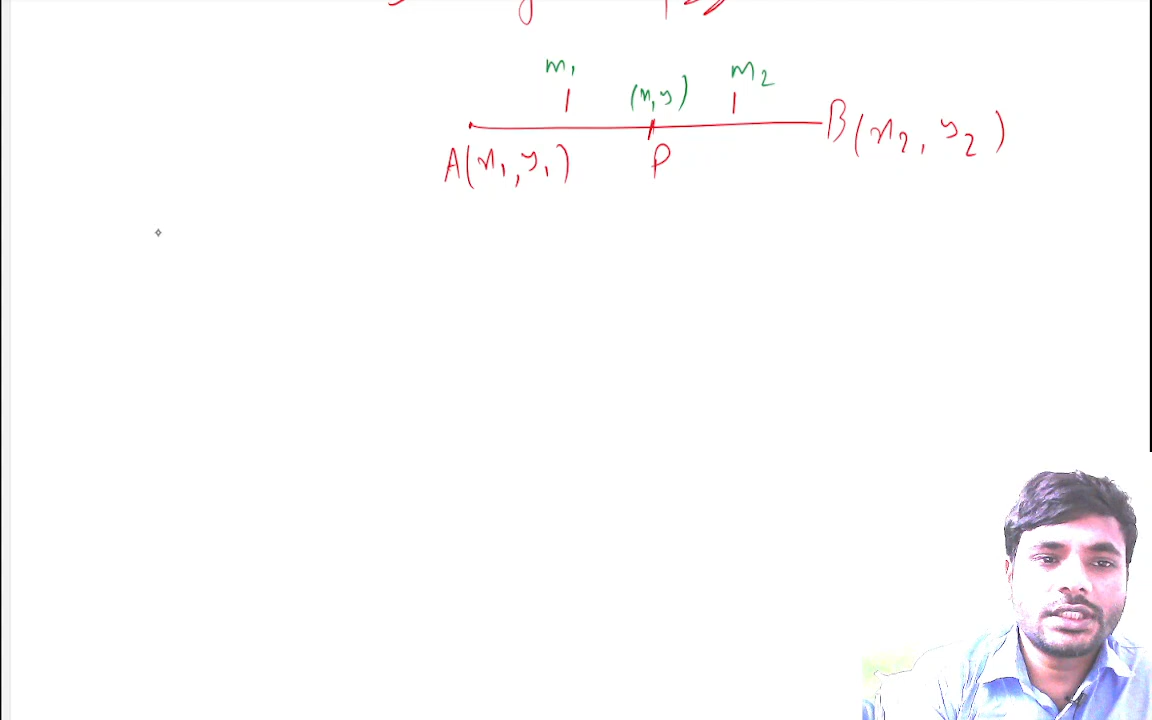 m₁ (x,y) m₂
A(x₁,y₁) P B(x₂,y₂)